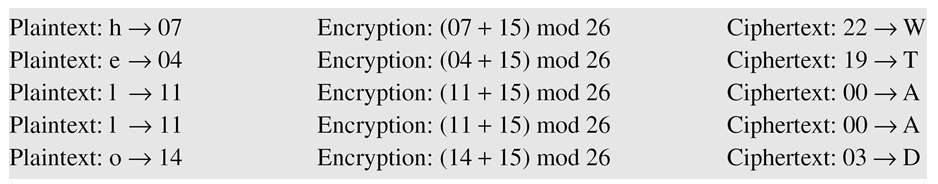 Plaintext: h → 07 Encryption: (07 + 15) mod 26 Ciphertext: 22 → W
Plaintext: e → 04 Encryption: (04 + 15) mod 26 Ciphertext: 19 → T
Plaintext: l → 11 Encryption: (11 + 15) mod 26 Ciphertext: 00 → A
Plaintext: l → 11 Encryption: (11 + 15) mod 26 Ciphertext: 00 → A
Plaintext: o → 14 Encryption: (14 + 15) mod 26 Ciphertext: 03 → D